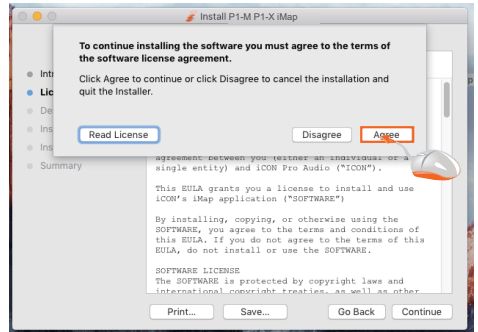 Install P1-M P1-X iMap
To continue installing the software you must agree to the terms of
the software license agreement.
Click Agree to continue or click Disagree to cancel the installation and
quit the Installer.
Read License
Disagree
Agree
Int
Lic
De
Ins
Ins
Summary
agreement between you (either an individual or a
single entity) and iCON Pro Audio ("ICON").
This EULA grants you a license to install and use
iCON's iMap application ("SOFTWARE")
By installing, copying, or otherwise using the
SOFTWARE, you agree to the terms and conditions of
this EULA. If you do not agree to the terms of this
EULA, do not install or use the SOFTWARE.
SOFTWARE LICENSE
The SOFTWARE is protected by copyright laws and
international copyright treaties, as well as other
Print...
Save...
Go Back
Continue